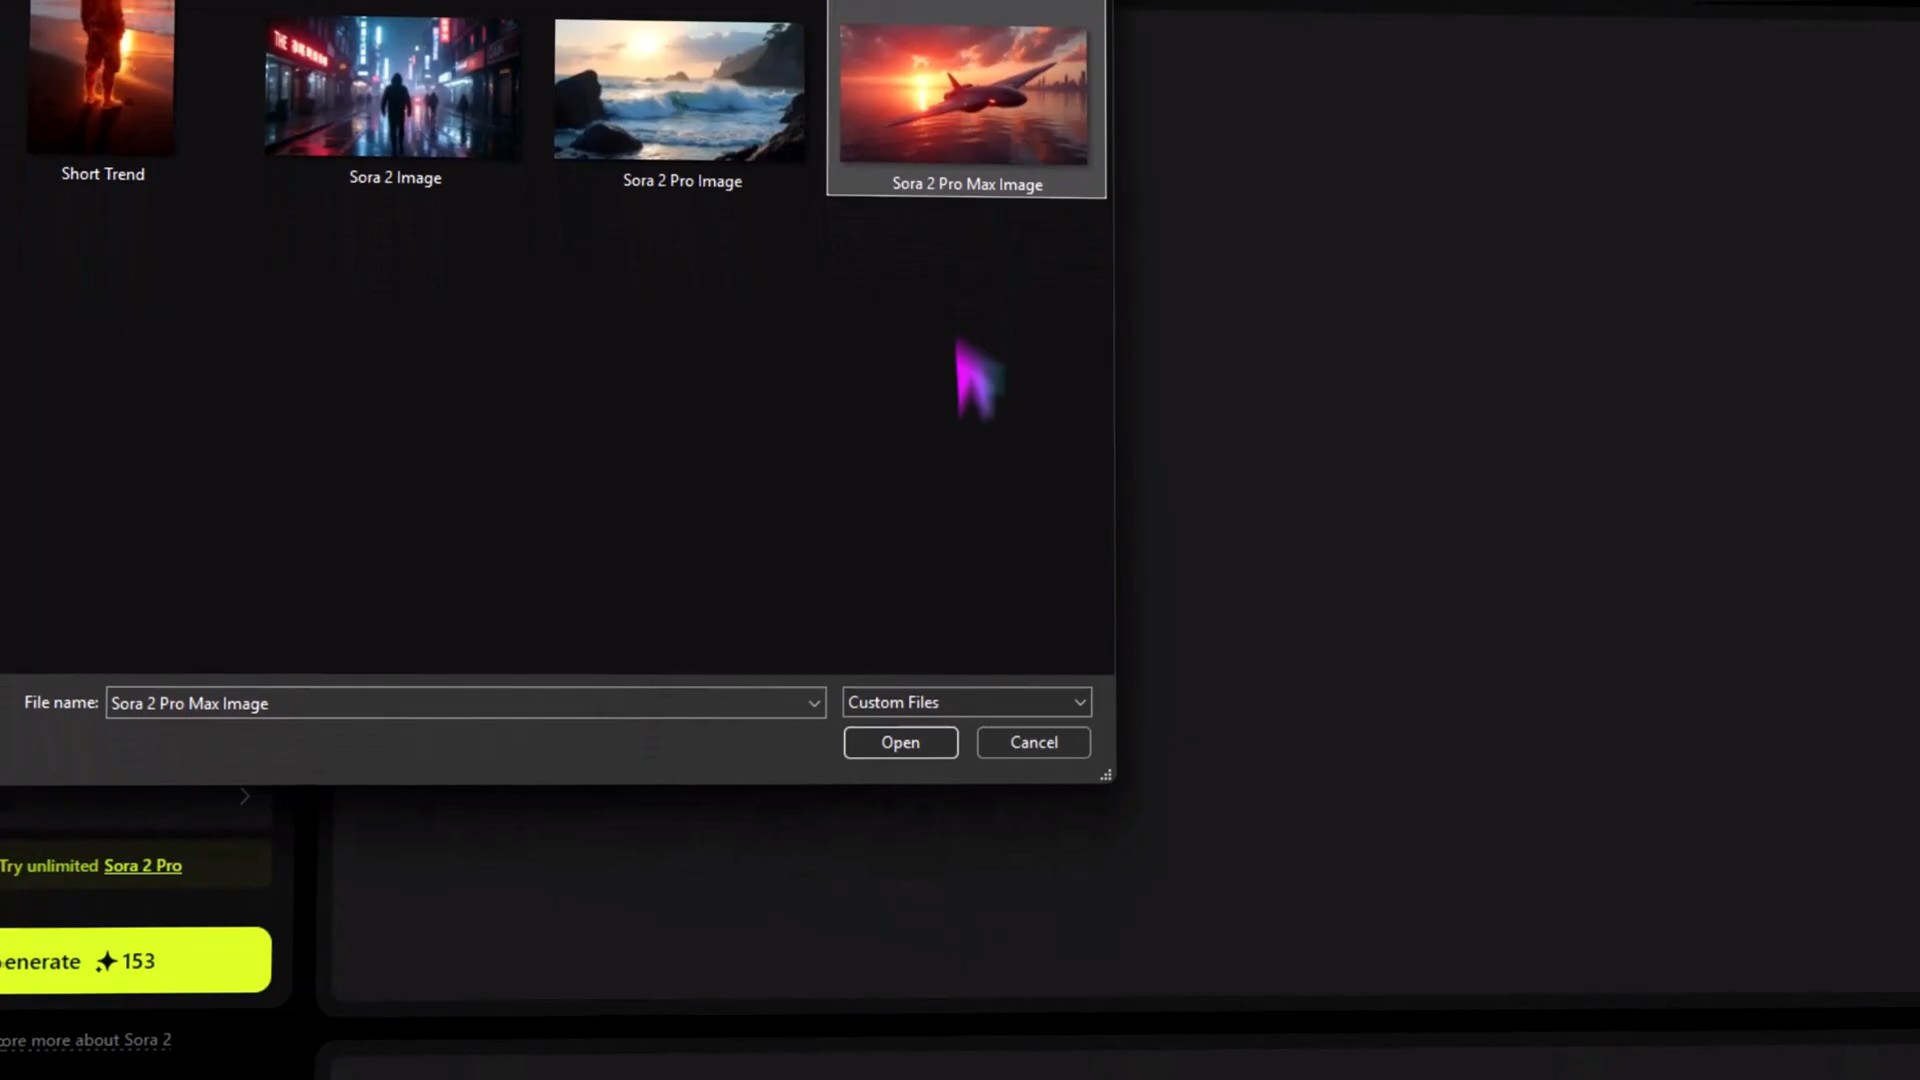 Short Trend
Sora 2 Image
Sora 2 Pro Image
Sora 2 Pro Max Image
THE
File name:
Sora 2 Pro Max Image
Custom Files
Open
Cancel
Try unlimited Sora 2 Pro
enerate 153
ore more about Sora 2